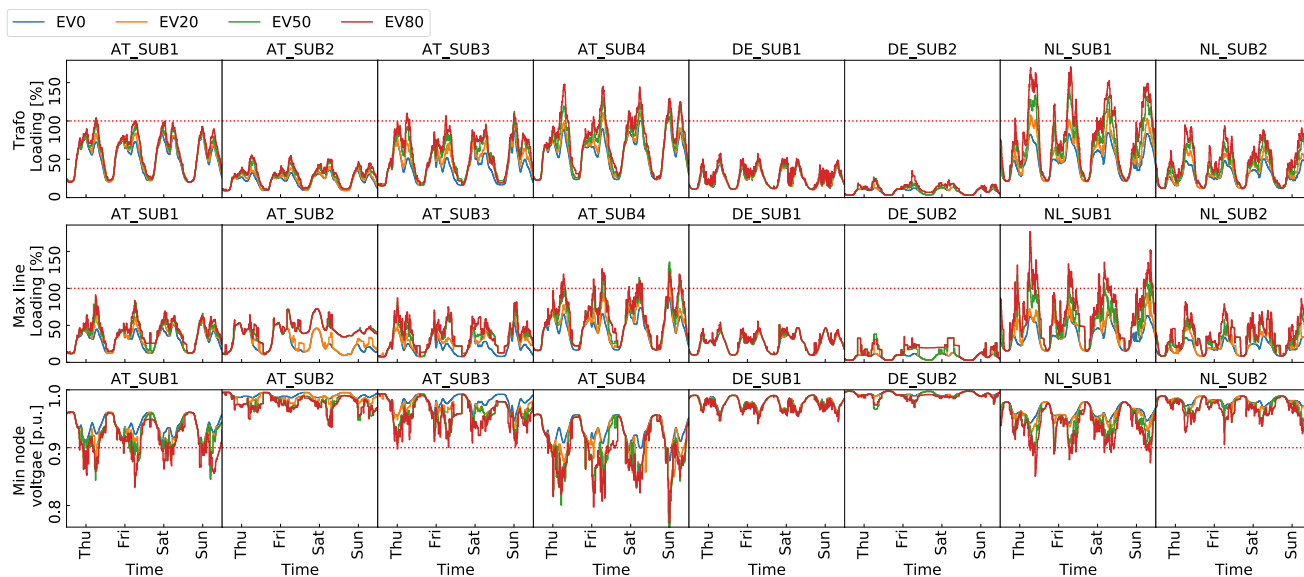 EV0 EV20 EV50 EV80
AT_SUB1 AT_SUB2 AT_SUB3 AT_SUB4 DE_SUB1 DE_SUB2 NL_SUB1 NL_SUB2
Trafo
Loading [%]
150
100
50
0
AT_SUB1 AT_SUB2 AT_SUB3 AT_SUB4 DE_SUB1 DE_SUB2 NL_SUB1 NL_SUB2
Max line
Loading [%]
150
100
50
0
AT_SUB1 AT_SUB2 AT_SUB3 AT_SUB4 DE_SUB1 DE_SUB2 NL_SUB1 NL_SUB2
Min node
voltgae [p.u.]
1.0
0.9
0.8
Thu Fri Sat Sun Thu Fri Sat Sun Thu Fri Sat Sun Thu Fri Sat Sun Thu Fri Sat Sun Thu Fri Sat Sun Thu Fri Sat Sun Thu Fri Sat Sun
Time Time Time Time Time Time Time Time